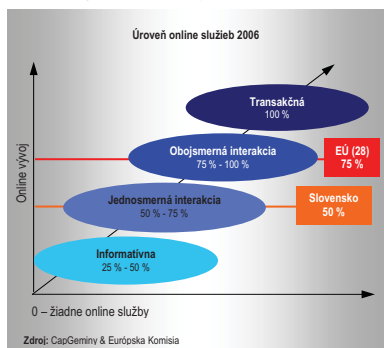 Úroveň online služieb 2006
Transakčná
100 %
Obojsmerná interakcia
75 % - 100 %
EÚ (28)
75 %
Online vývoj
Jednosmerná interakcia
50 % - 75 %
Slovensko
50 %
Informatívna
25 % - 50 %
0 – žiadne online služby
Zdroj: CapGeminy & Európska Komisia